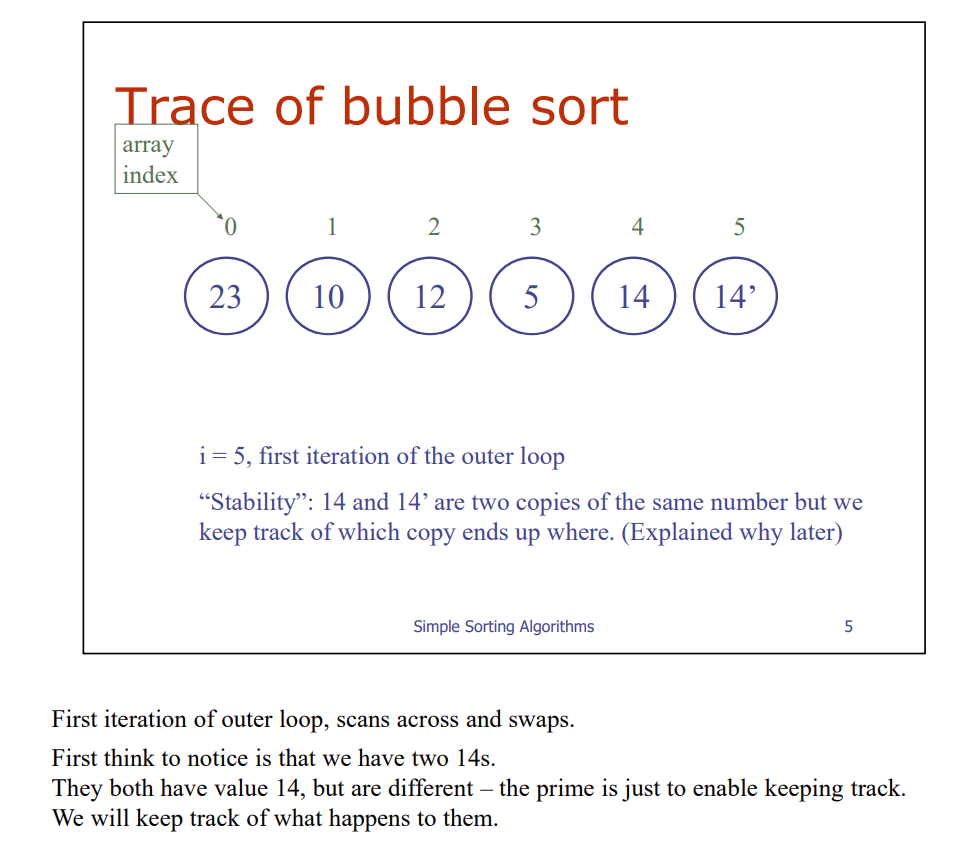 Trace of bubble sort
array
index
0 1 2 3 4 5
23 10 12 5 14 14’
i = 5, first iteration of the outer loop
“Stability”: 14 and 14’ are two copies of the same number but we
keep track of which copy ends up where. (Explained why later)
Simple Sorting Algorithms 5
First iteration of outer loop, scans across and swaps.
First think to notice is that we have two 14s.
They both have value 14, but are different – the prime is just to enable keeping track.
We will keep track of what happens to them.